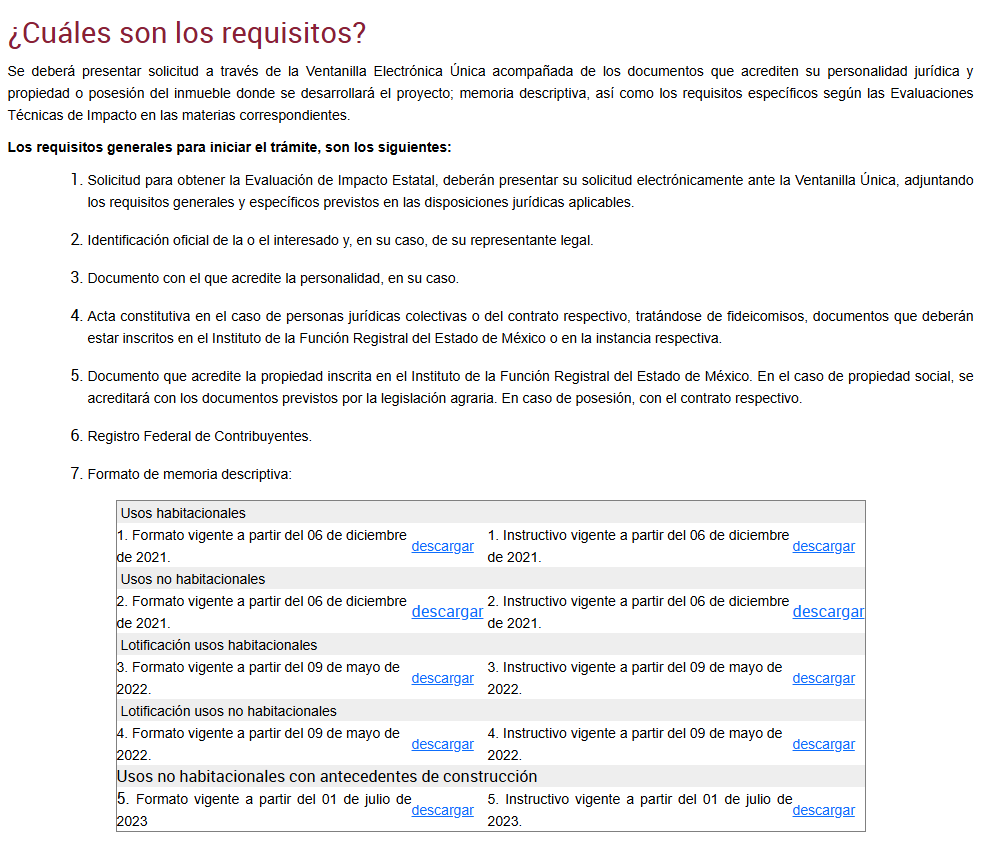 ¿Cuáles son los requisitos?
Se deberá presentar solicitud a través de la Ventanilla Electrónica Única acompañada de los documentos que acrediten su personalidad jurídica y
propiedad o posesión del inmueble donde se desarrollará el proyecto; memoria descriptiva, así como los requisitos específicos según las Evaluaciones
Técnicas de Impacto en las materias correspondientes.
Los requisitos generales para iniciar el trámite, son los siguientes:
1. Solicitud para obtener la Evaluación de Impacto Estatal, deberán presentar su solicitud electrónicamente ante la Ventanilla Única, adjuntando
los requisitos generales y específicos previstos en las disposiciones jurídicas aplicables.
2. Identificación oficial de la o el interesado y, en su caso, de su representante legal.
3. Documento con el que acredite la personalidad, en su caso.
4. Acta constitutiva en el caso de personas jurídicas colectivas o del contrato respectivo, tratándose de fideicomisos, documentos que deberán
estar inscritos en el Instituto de la Función Registral del Estado de México o en la instancia respectiva.
5. Documento que acredite la propiedad inscrita en el Instituto de la Función Registral del Estado de México. En el caso de propiedad social, se
acreditará con los documentos previstos por la legislación agraria. En caso de posesión, con el contrato respectivo.
6. Registro Federal de Contribuyentes.
7. Formato de memoria descriptiva:
Usos habitacionales
1. Formato vigente a partir del 06 de diciembre
de 2021.
descargar
1. Instructivo vigente a partir del 06 de diciembre
de 2021.
descargar
Usos no habitacionales
2. Formato vigente a partir del 06 de diciembre
de 2021.
descargar
2. Instructivo vigente a partir del 06 de diciembre
de 2021.
descargar
Lotificación usos habitacionales
3. Formato vigente a partir del 09 de mayo de
2022.
descargar
3. Instructivo vigente a partir del 09 de mayo de
2022.
descargar
Lotificación usos no habitacionales
4. Formato vigente a partir del 09 de mayo de
2022.
descargar
4. Instructivo vigente a partir del 09 de mayo de
2022.
descargar
Usos no habitacionales con antecedentes de construcción
5. Formato vigente a partir del 01 de julio de
2023
descargar
5. Instructivo vigente a partir del 01 de julio de
2023.
descargar